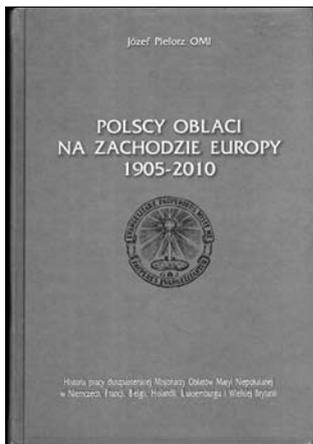 Józef Pielorz OMI
POLSCY OBLACI
NA ZACHODZIE EUROPY
1905-2010
Historia pracy duszpasterskiej Misjonarzy Oblatów Maryi Niepokalanej
w Niemczech, Francji, Belgii, Holandii, Luksemburgu i Wielkiej Brytanii